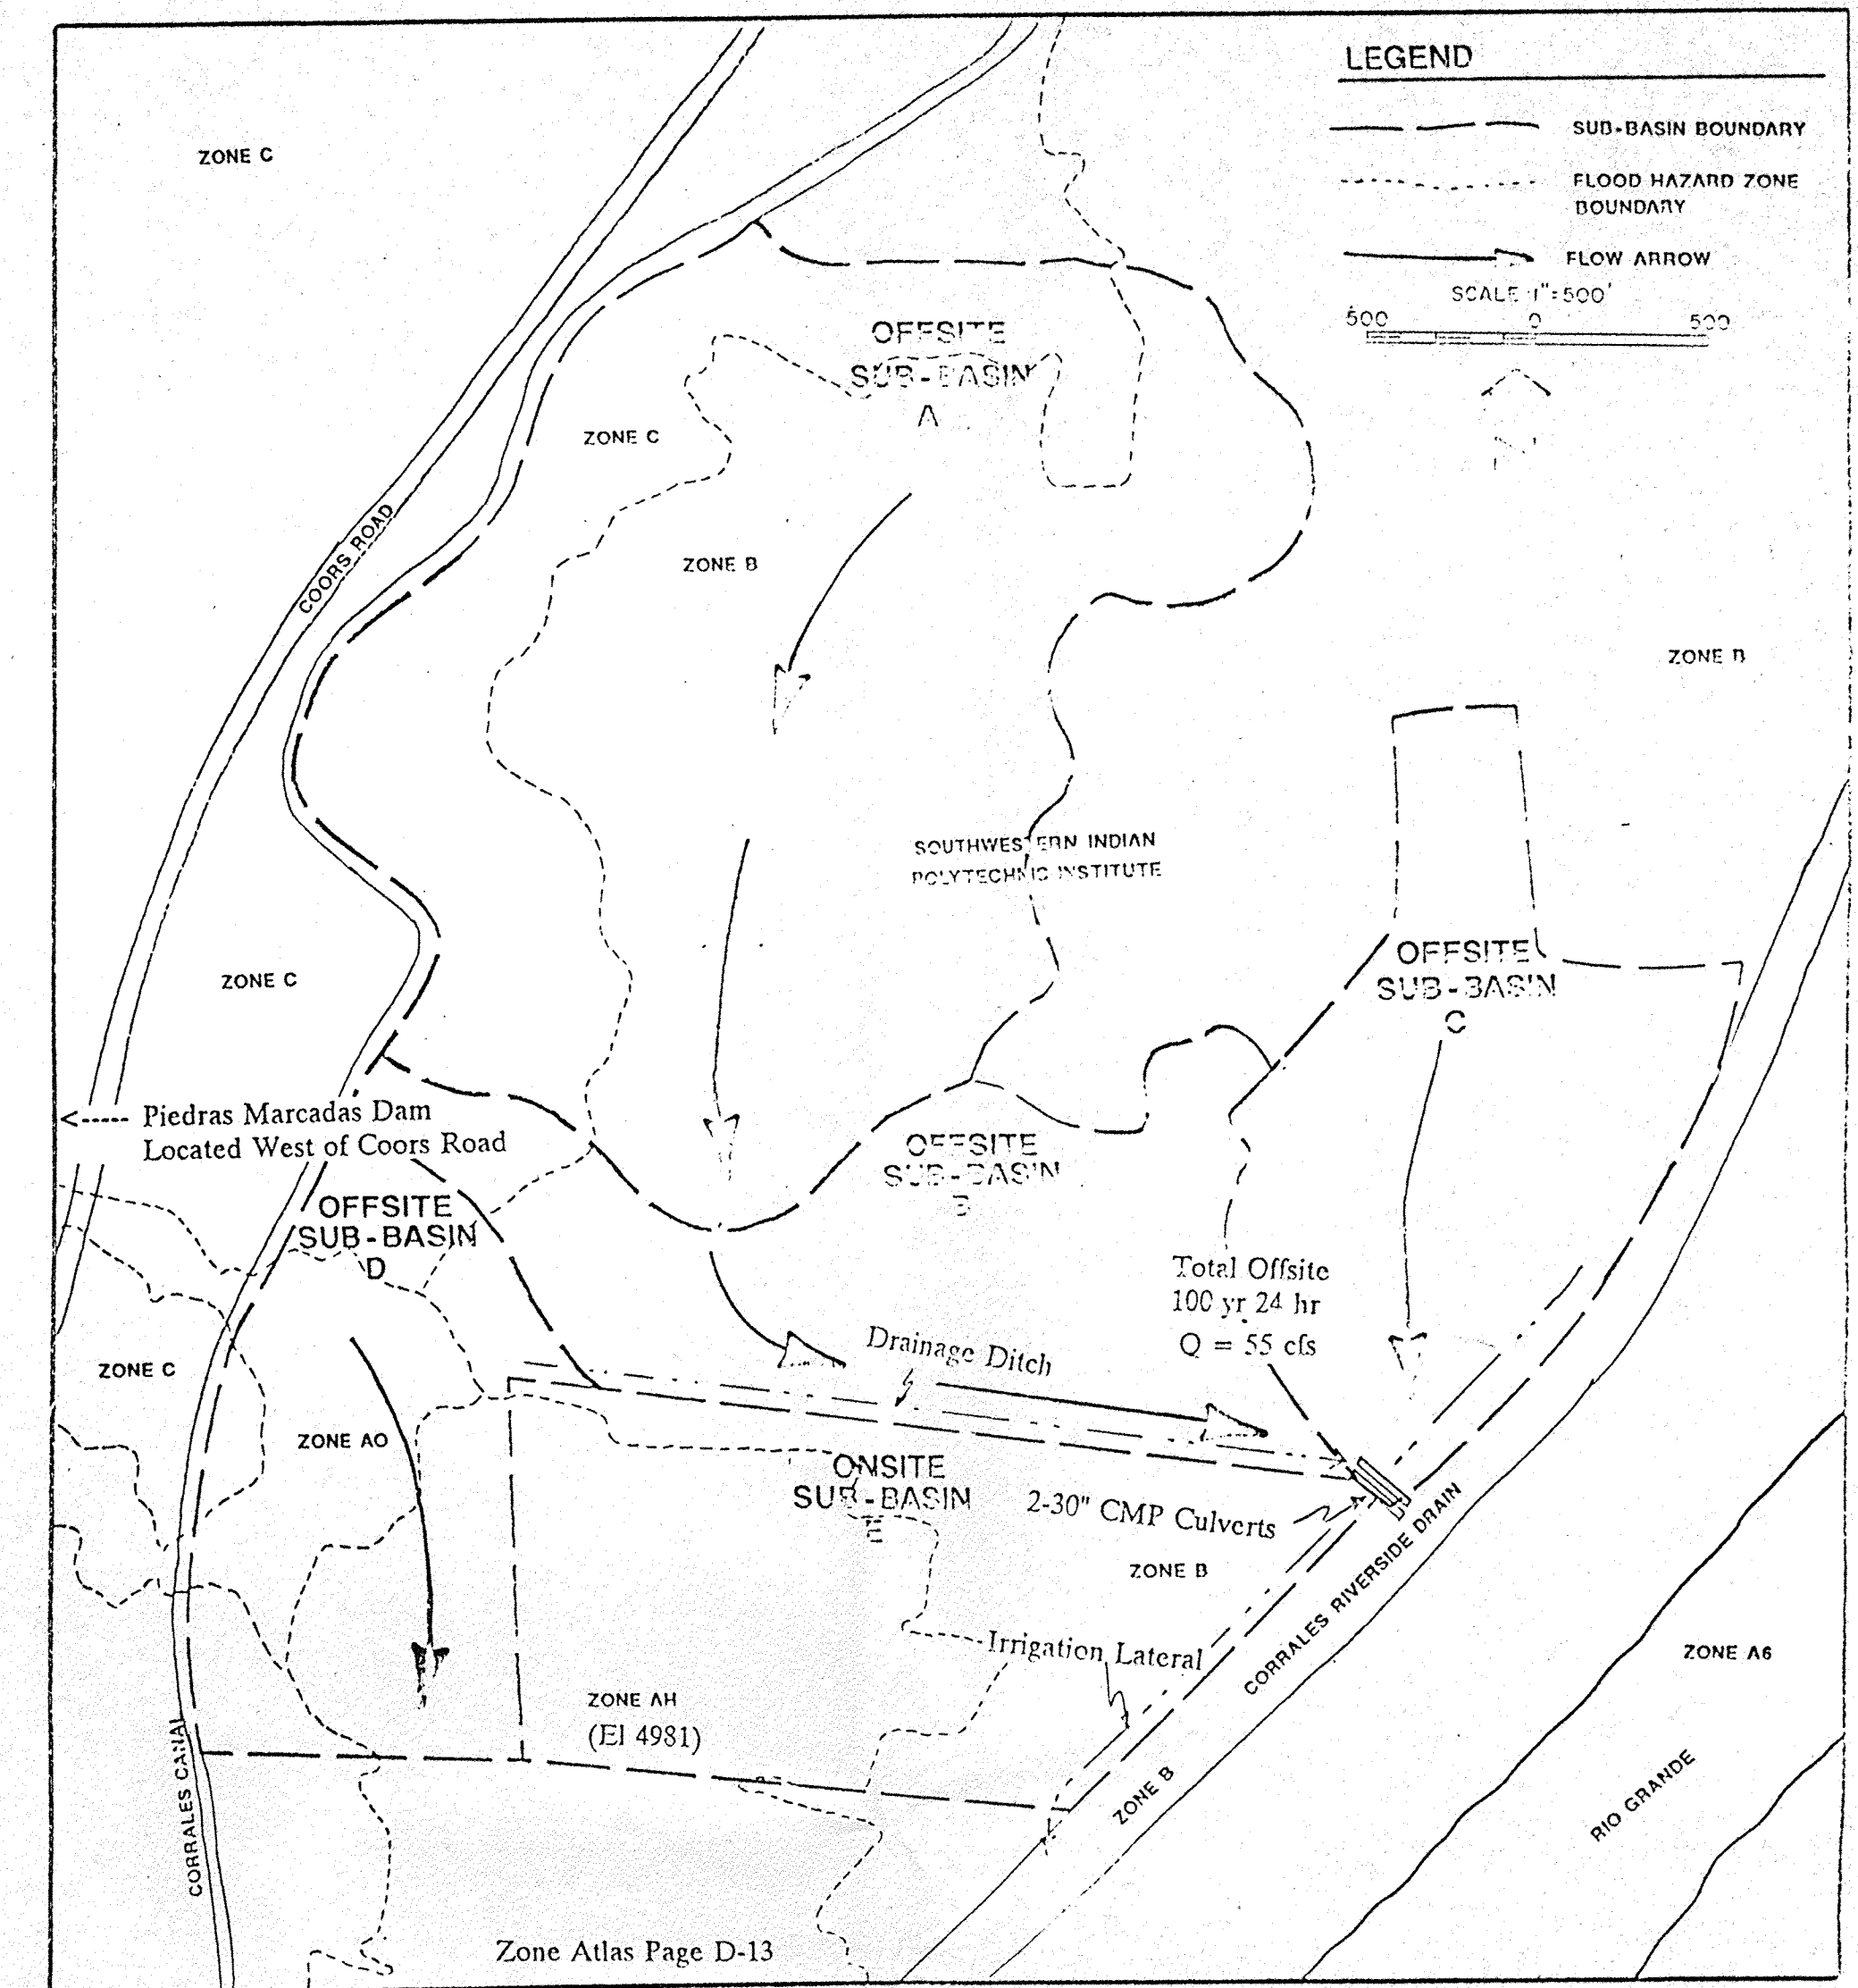 LEGEND
SUB-BASIN BOUNDARY
FLOOD HAZARD ZONE
BOUNDARY
FLOW ARROW
SCALE 1"=500'
500 0 500
ZONE C
OFFSITE
SUB-BASIN
A
ZONE C
COORS ROAD
ZONE B
ZONE B
SOUTHWESTERN INDIAN
POLYTECHNIC INSTITUTE
OFFSITE
SUB-BASIN
C
ZONE C
<----- Piedras Marcadas Dam
Located West of Coors Road
OFFSITE
SUB-BASIN
B
OFFSITE
SUB-BASIN
D
Total Offsite
100 yr 24 hr
Q = 55 cfs
Drainage Ditch
ZONE C
ZONE AO
ONSITE
SUB-BASIN
E
2-30" CMP Culverts
ZONE B
CORRALES RIVERSIDE DRAIN
Irrigation Lateral
ZONE A6
ZONE AH
(El 4981)
CORRALES CANAL
ZONE B
RIO GRANDE
Zone Atlas Page D-13